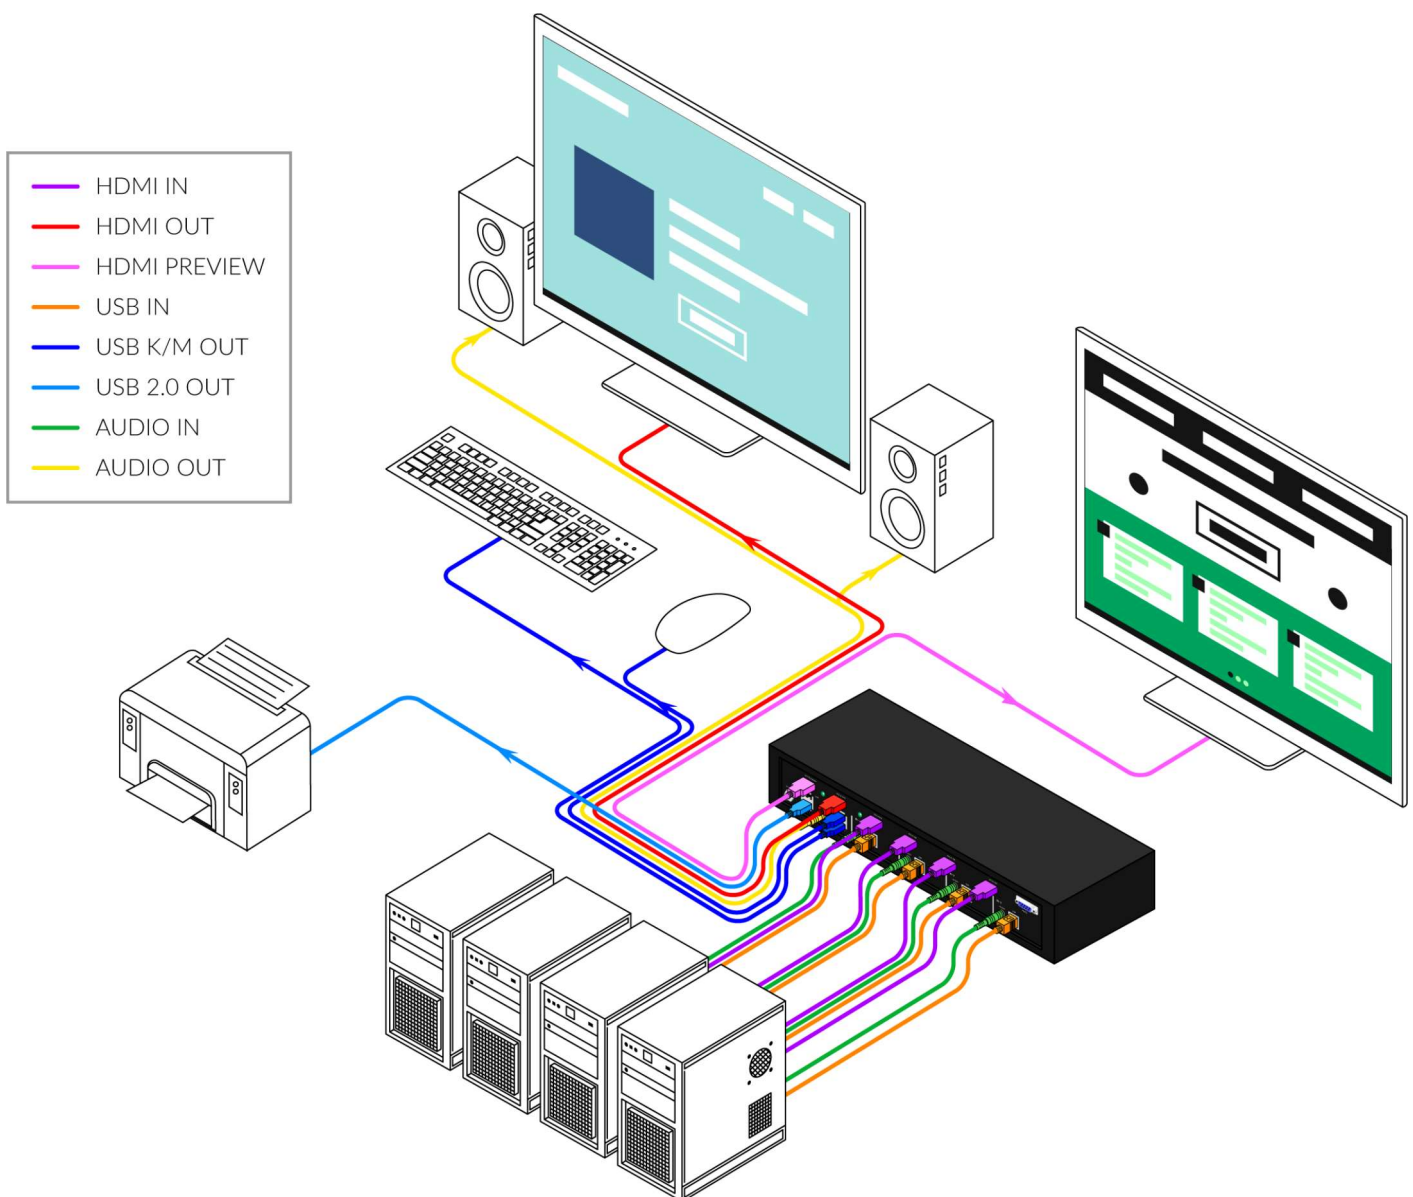 HDMI IN
HDMI OUT
HDMI PREVIEW
USB IN
USB K/M OUT
USB 2.0 OUT
AUDIO IN
AUDIO OUT